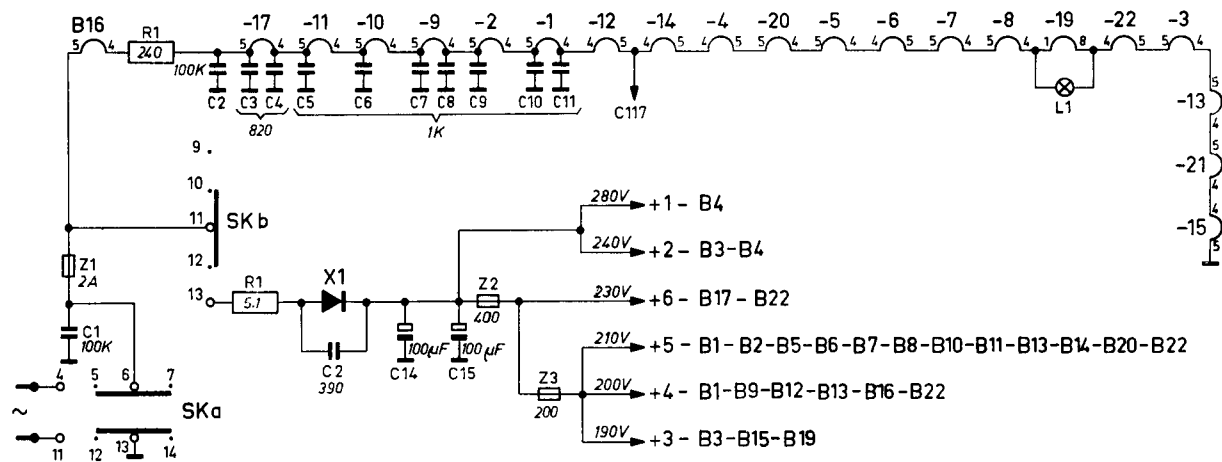 B16 -17 -11 -10 -9 -2 -1 -12 -14 -4 -20 -5 -6 -7 -8 -19 -22 -3
5 4 R1 5 4 5 4 5 4 5 4 5 4 5 4 5 4 4 5 4 5 4 5 5 4 5 4 5 4 5 4 1 8 4 5 5 4
240
100K
C2 C3 C4 C5 C6 C7 C8 C9 C10 C11 C117 L1
820 1K
5
-13
4
5
-21
4
4
-15
5
9
10
11 SKb
12
13
Z1
2A
C1
100K
R1
5.1
X1
C2
390
100µF
C14
100µF
C15
Z2
400
Z3
200
280V +1 - B4
240V +2 - B3-B4
230V +6 - B17 - B22
210V +5 - B1 - B2 - B5 - B6 - B7 - B8 - B10 - B11 - B13 - B14 - B20 - B22
200V +4 - B1-B9-B12-B13-B16-B22
190V +3 - B3-B15-B19
4 5 6 7
~ SKa
11 12 13 14